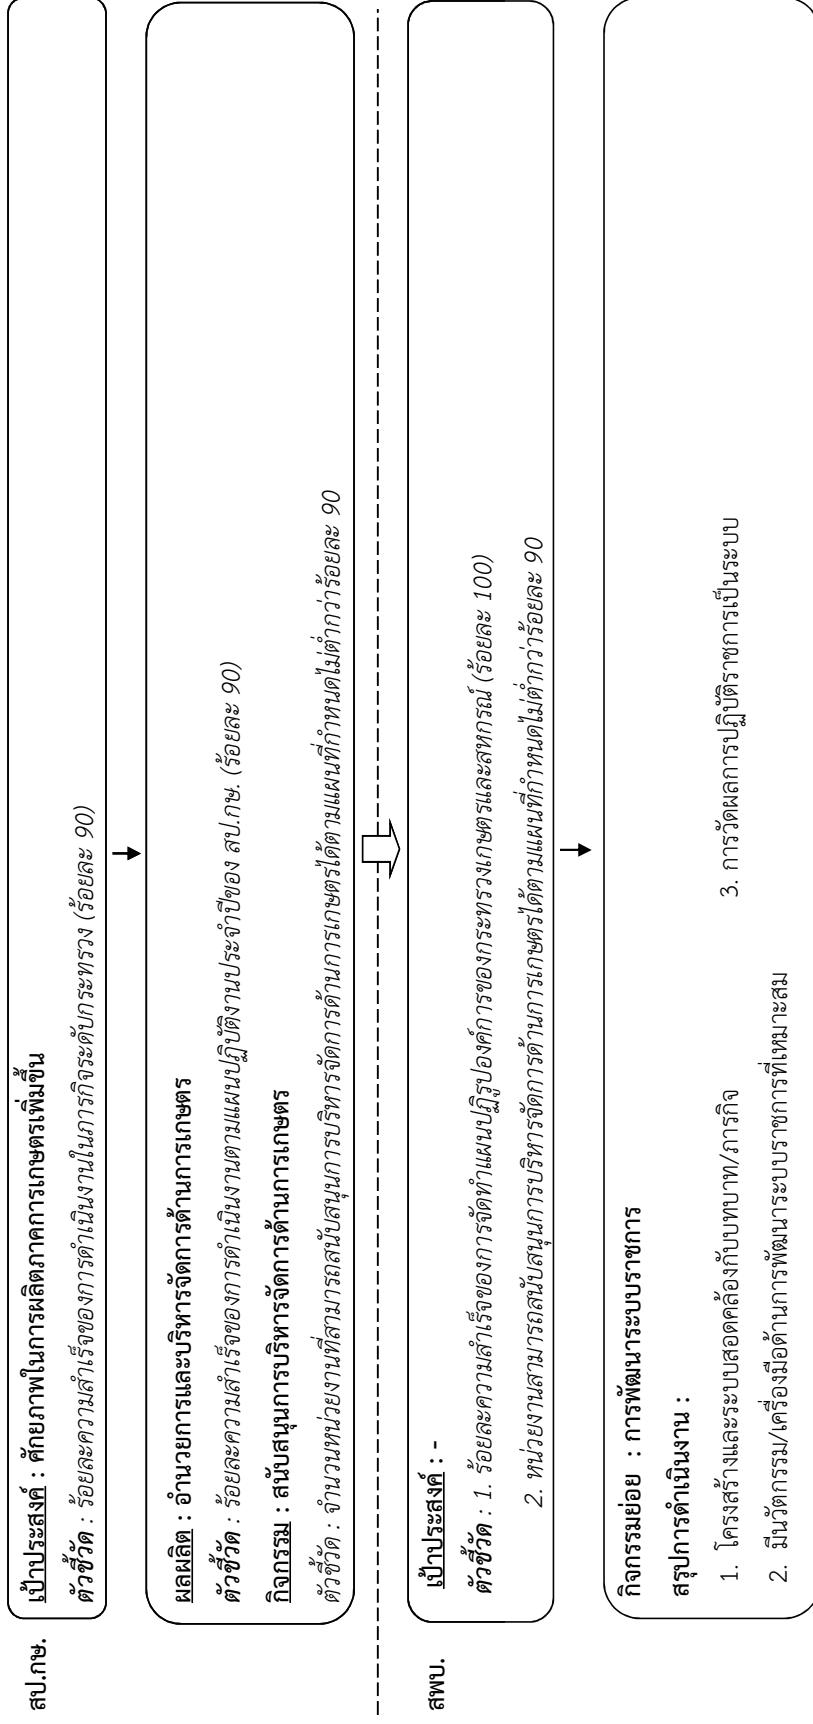 สป.กษ.
เป้าประสงค์ : ศักยภาพในการผลิตภาคการเกษตรเพิ่มขึ้น
ตัวชี้วัด : ร้อยละความสำเร็จของการดำเนินงานในภารกิจระดับกระทรวง (ร้อยละ 90)
ผลผลิต : อำนวยการและบริหารจัดการด้านการเกษตร
ตัวชี้วัด : ร้อยละความสำเร็จของการดำเนินงานตามแผนปฏิบัติงานประจำปีของ สป.กษ. (ร้อยละ 90)
กิจกรรม : สนับสนุนการบริหารจัดการด้านการเกษตร
ตัวชี้วัด : จำนวนหน่วยงานที่สามารถสนับสนุนการบริหารจัดการด้านการเกษตรได้ตามแผนที่กำหนดไม่ต่ำกว่าร้อยละ 90
สพบ.
เป้าประสงค์ : -
ตัวชี้วัด : 1. ร้อยละความสำเร็จของการจัดทำแผนปฏิรูปองค์การของกระทรวงเกษตรและสหกรณ์ (ร้อยละ 100)
2. หน่วยงานสามารถสนับสนุนการบริหารจัดการด้านการเกษตรได้ตามแผนที่กำหนดไม่ต่ำกว่าร้อยละ 90
กิจกรรมย่อย : การพัฒนาระบบราชการ
สรุปการดำเนินงาน :
1. โครงสร้างและระบบสอดคล้องกับบทบาท/ภารกิจ
3. การวัดผลการปฏิบัติราชการเป็นระบบ
2. มีนวัตกรรม/เครื่องมือด้านการพัฒนาระบบราชการที่เหมาะสม